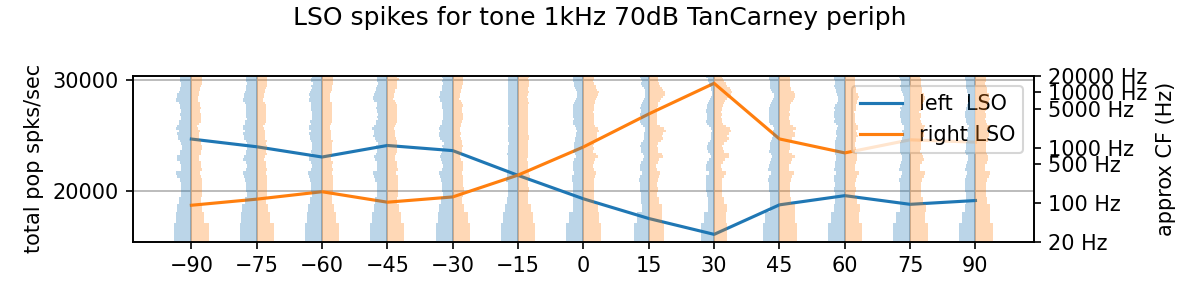 LSO spikes for tone 1kHz 70dB TanCarney periph
total pop spks/sec
30000
20000
20000 Hz
10000 Hz
5000 Hz
1000 Hz
500 Hz
100 Hz
20 Hz
approx CF (Hz)
left  LSO
right LSO
−90 −75 −60 −45 −30 −15 0 15 30 45 60 75 90